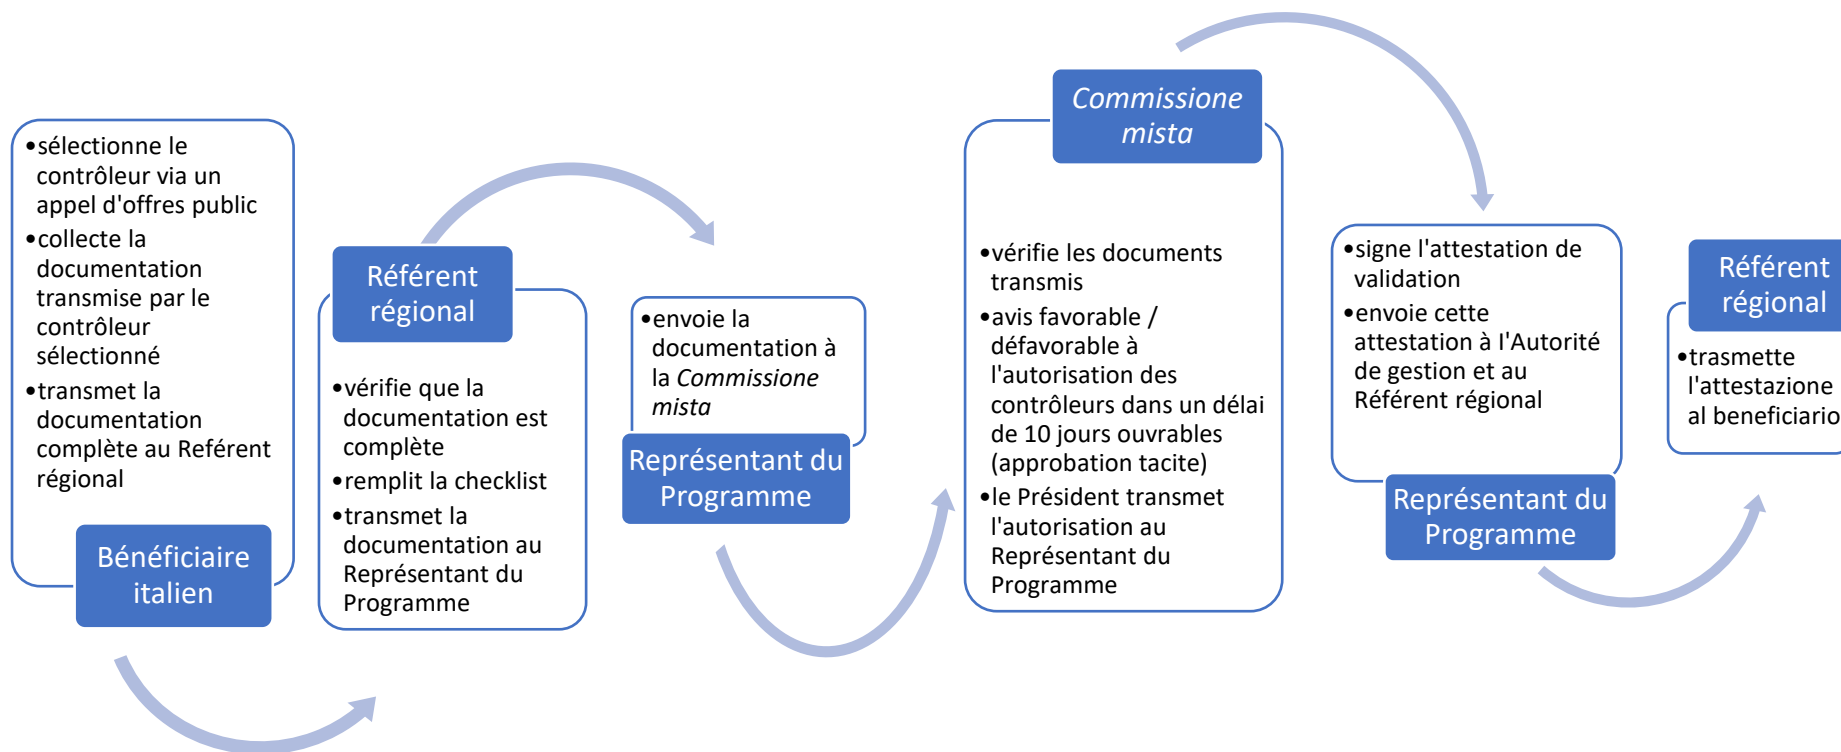 •sélectionne le
contrôleur via un
appel d'offres public
•collecte la
documentation
transmise par le
contrôleur
sélectionné
•transmet la
documentation
complète au Reférent
régional
Bénéficiaire
italien
Référent
régional
•vérifie que la
documentation est
complète
•remplit la checklist
•transmet la
documentation au
Représentant du
Programme
•envoie la
documentation à
la Commissione
mista
Représentant du
Programme
Commissione
mista
•vérifie les documents
transmis
•avis favorable /
défavorable à
l'autorisation des
contrôleurs dans un délai
de 10 jours ouvrables
(approbation tacite)
•le Président transmet
l'autorisation au
Représentant du
Programme
•signe l'attestation de
validation
•envoie cette
attestation à l'Autorité
de gestion et au
Référent régional
Représentant du
Programme
Référent
régional
•trasmette
l'attestazione
al beneficiario